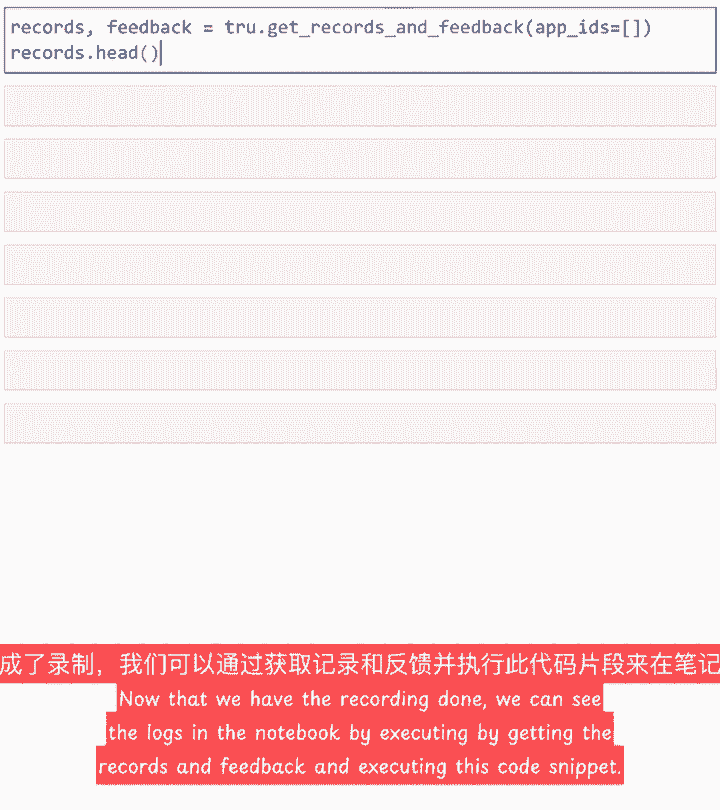 records, feedback = tru.get_records_and_feedback(app_ids=[])
records.head()
成了录制，我们可以通过获取记录和反馈并执行此代码片段来在笔记
Now that we have the recording done, we can see
the logs in the notebook by executing by getting the
records and feedback and executing this code snippet.